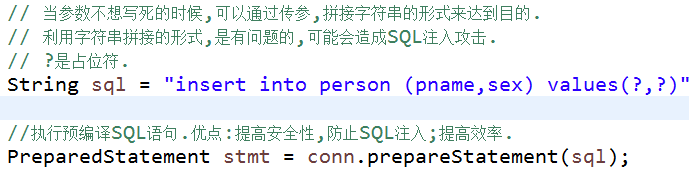 // 当参数不想写死的时候,可以通过传参,拼接字符串的形式来达到目的.
// 利用字符串拼接的形式,是有问题的,可能会造成SQL注入攻击.
// ?是占位符.
String sql = "insert into person (pname,sex) values(?,?)"
//执行预编译SQL语句.优点:提高安全性,防止SQL注入;提高效率.
PreparedStatement stmt = conn.prepareStatement(sql);